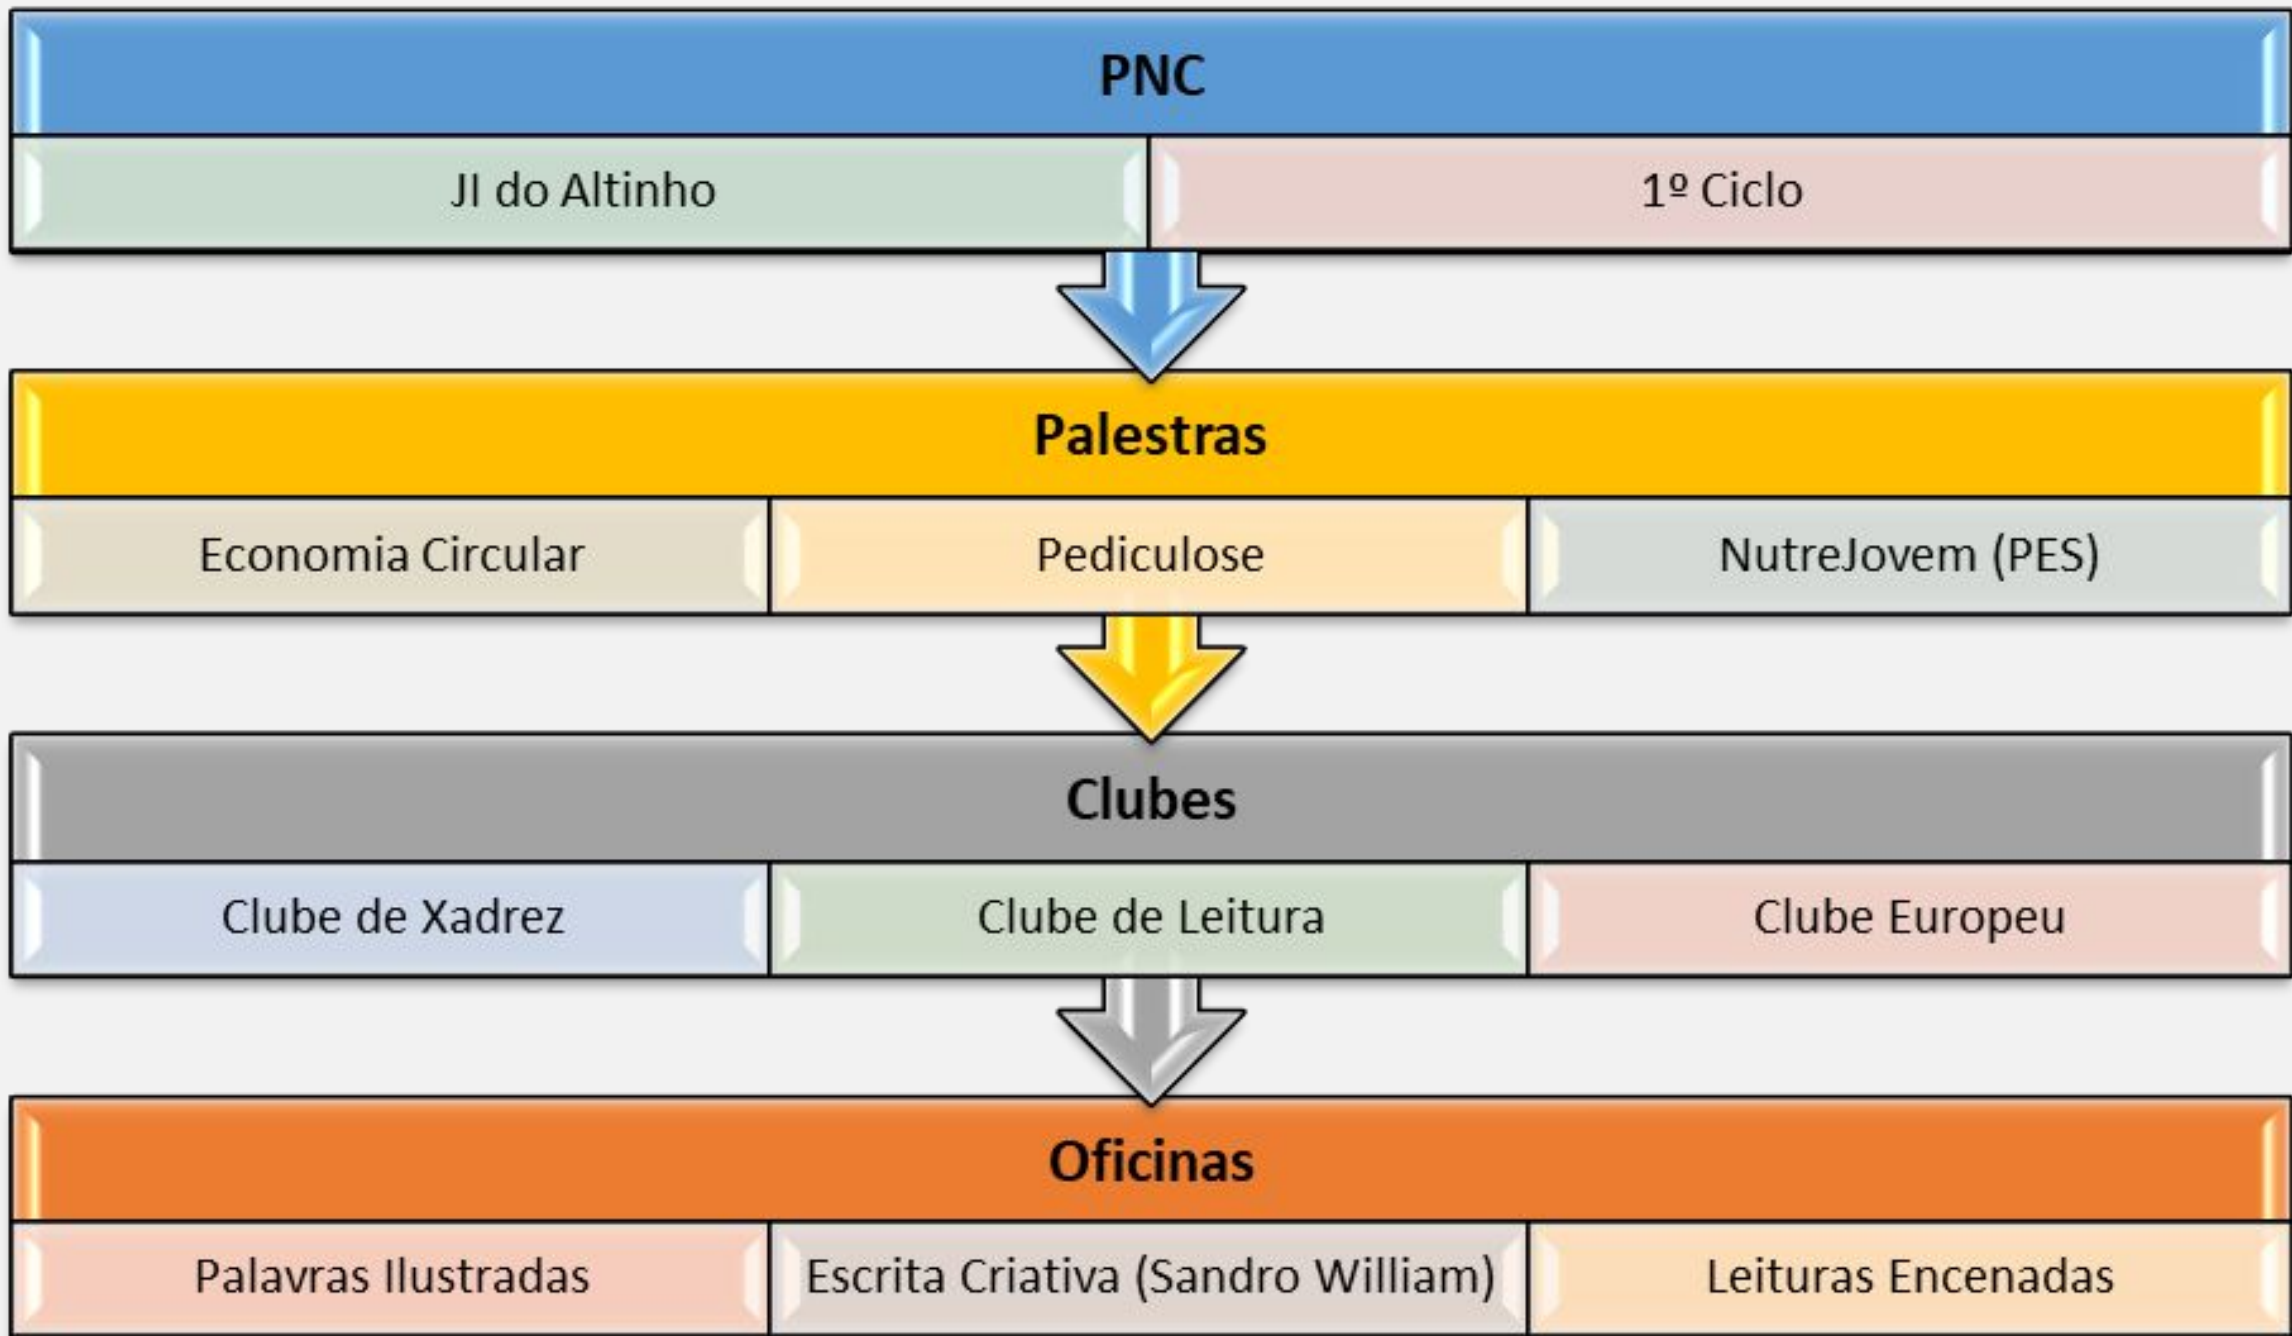 PNC
JI do Altinho
1º Ciclo
Palestras
Economia Circular
Pediculose
NutreJovem (PES)
Clubes
Clube de Xadrez
Clube de Leitura
Clube Europeu
Oficinas
Palavras Ilustradas
Escrita Criativa (Sandro William)
Leituras Encenadas